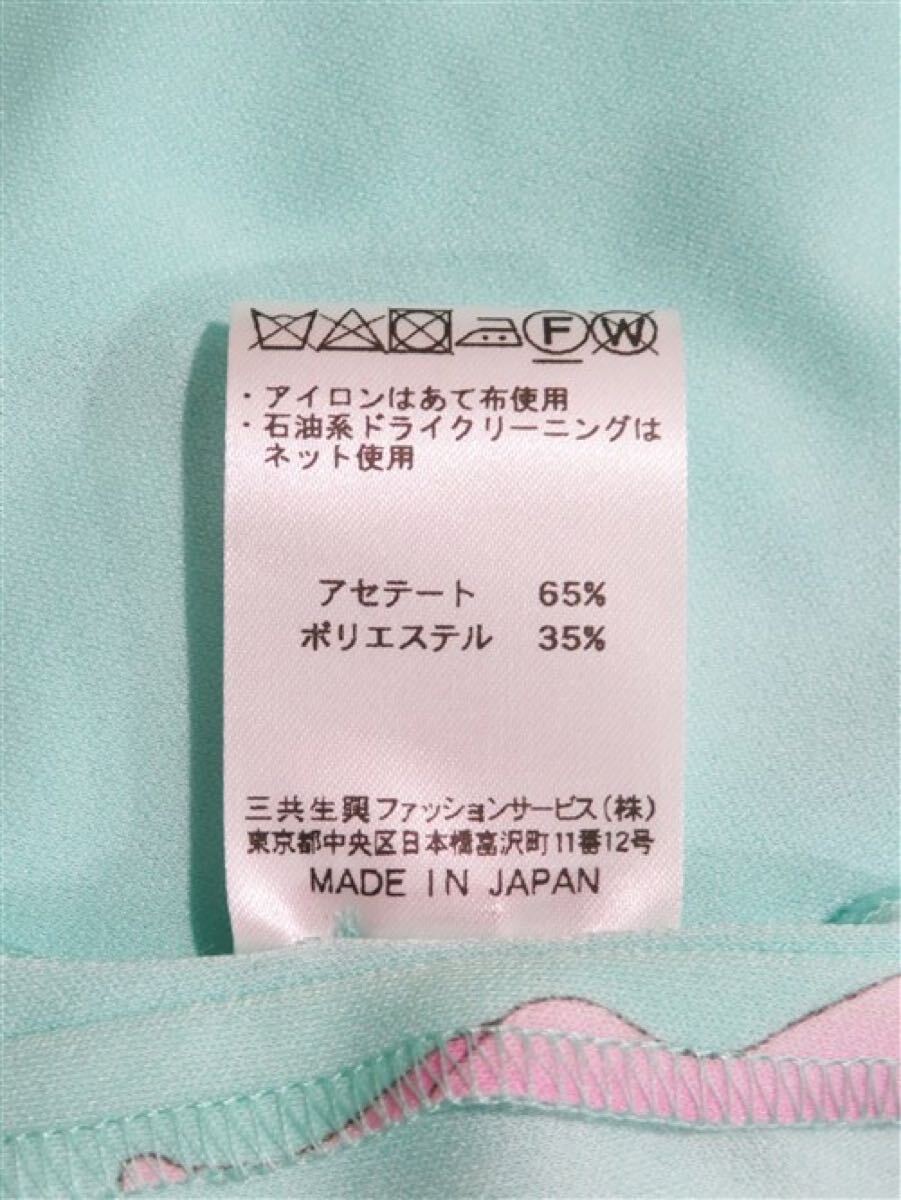 F W
・アイロンはあて布使用
・石油系ドライクリーニングは
ネット使用
アセテート 65%
ポリエステル 35%
三共生興ファッションサービス(株)
東京都中央区日本橋富沢町11番12号
MADE IN JAPAN